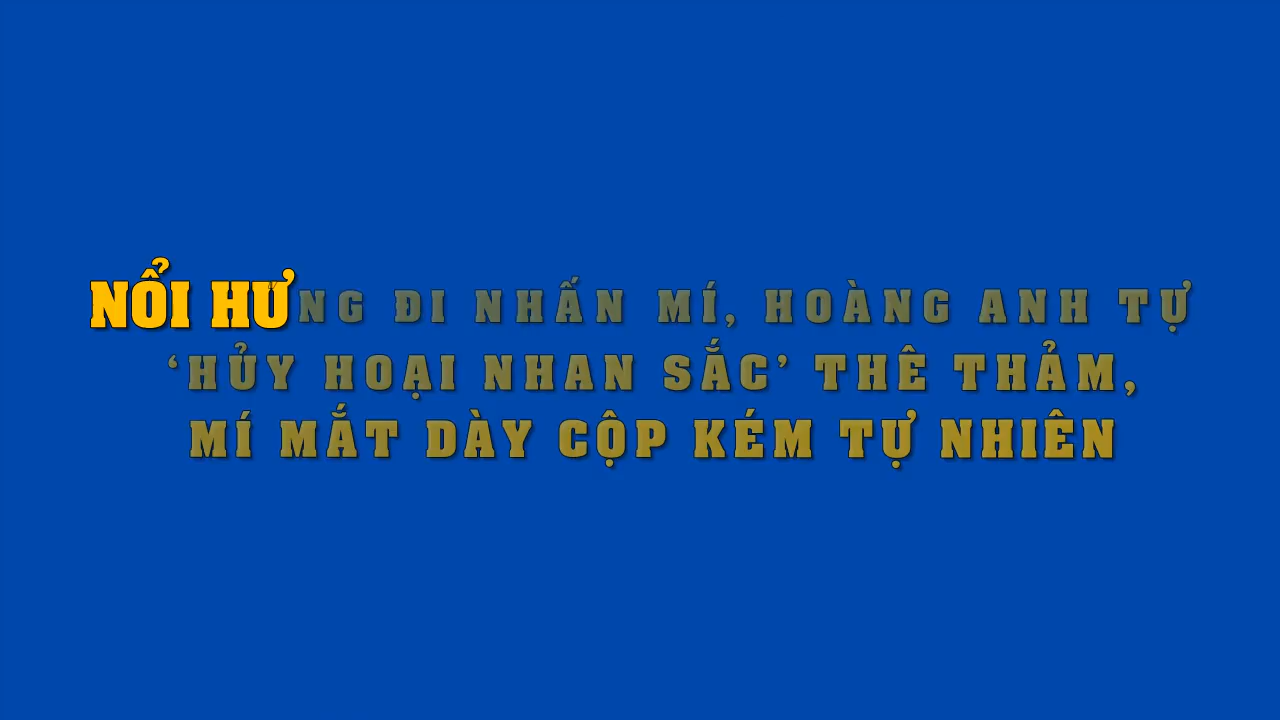 NỔI HƯNG ĐI NHẤN MÍ, HOÀNG ANH TỰ
‘HỦY HOẠI NHAN SẮC’ THÊ THẢM,
MÍ MẮT DÀY CỘP KÉM TỰ NHIÊN